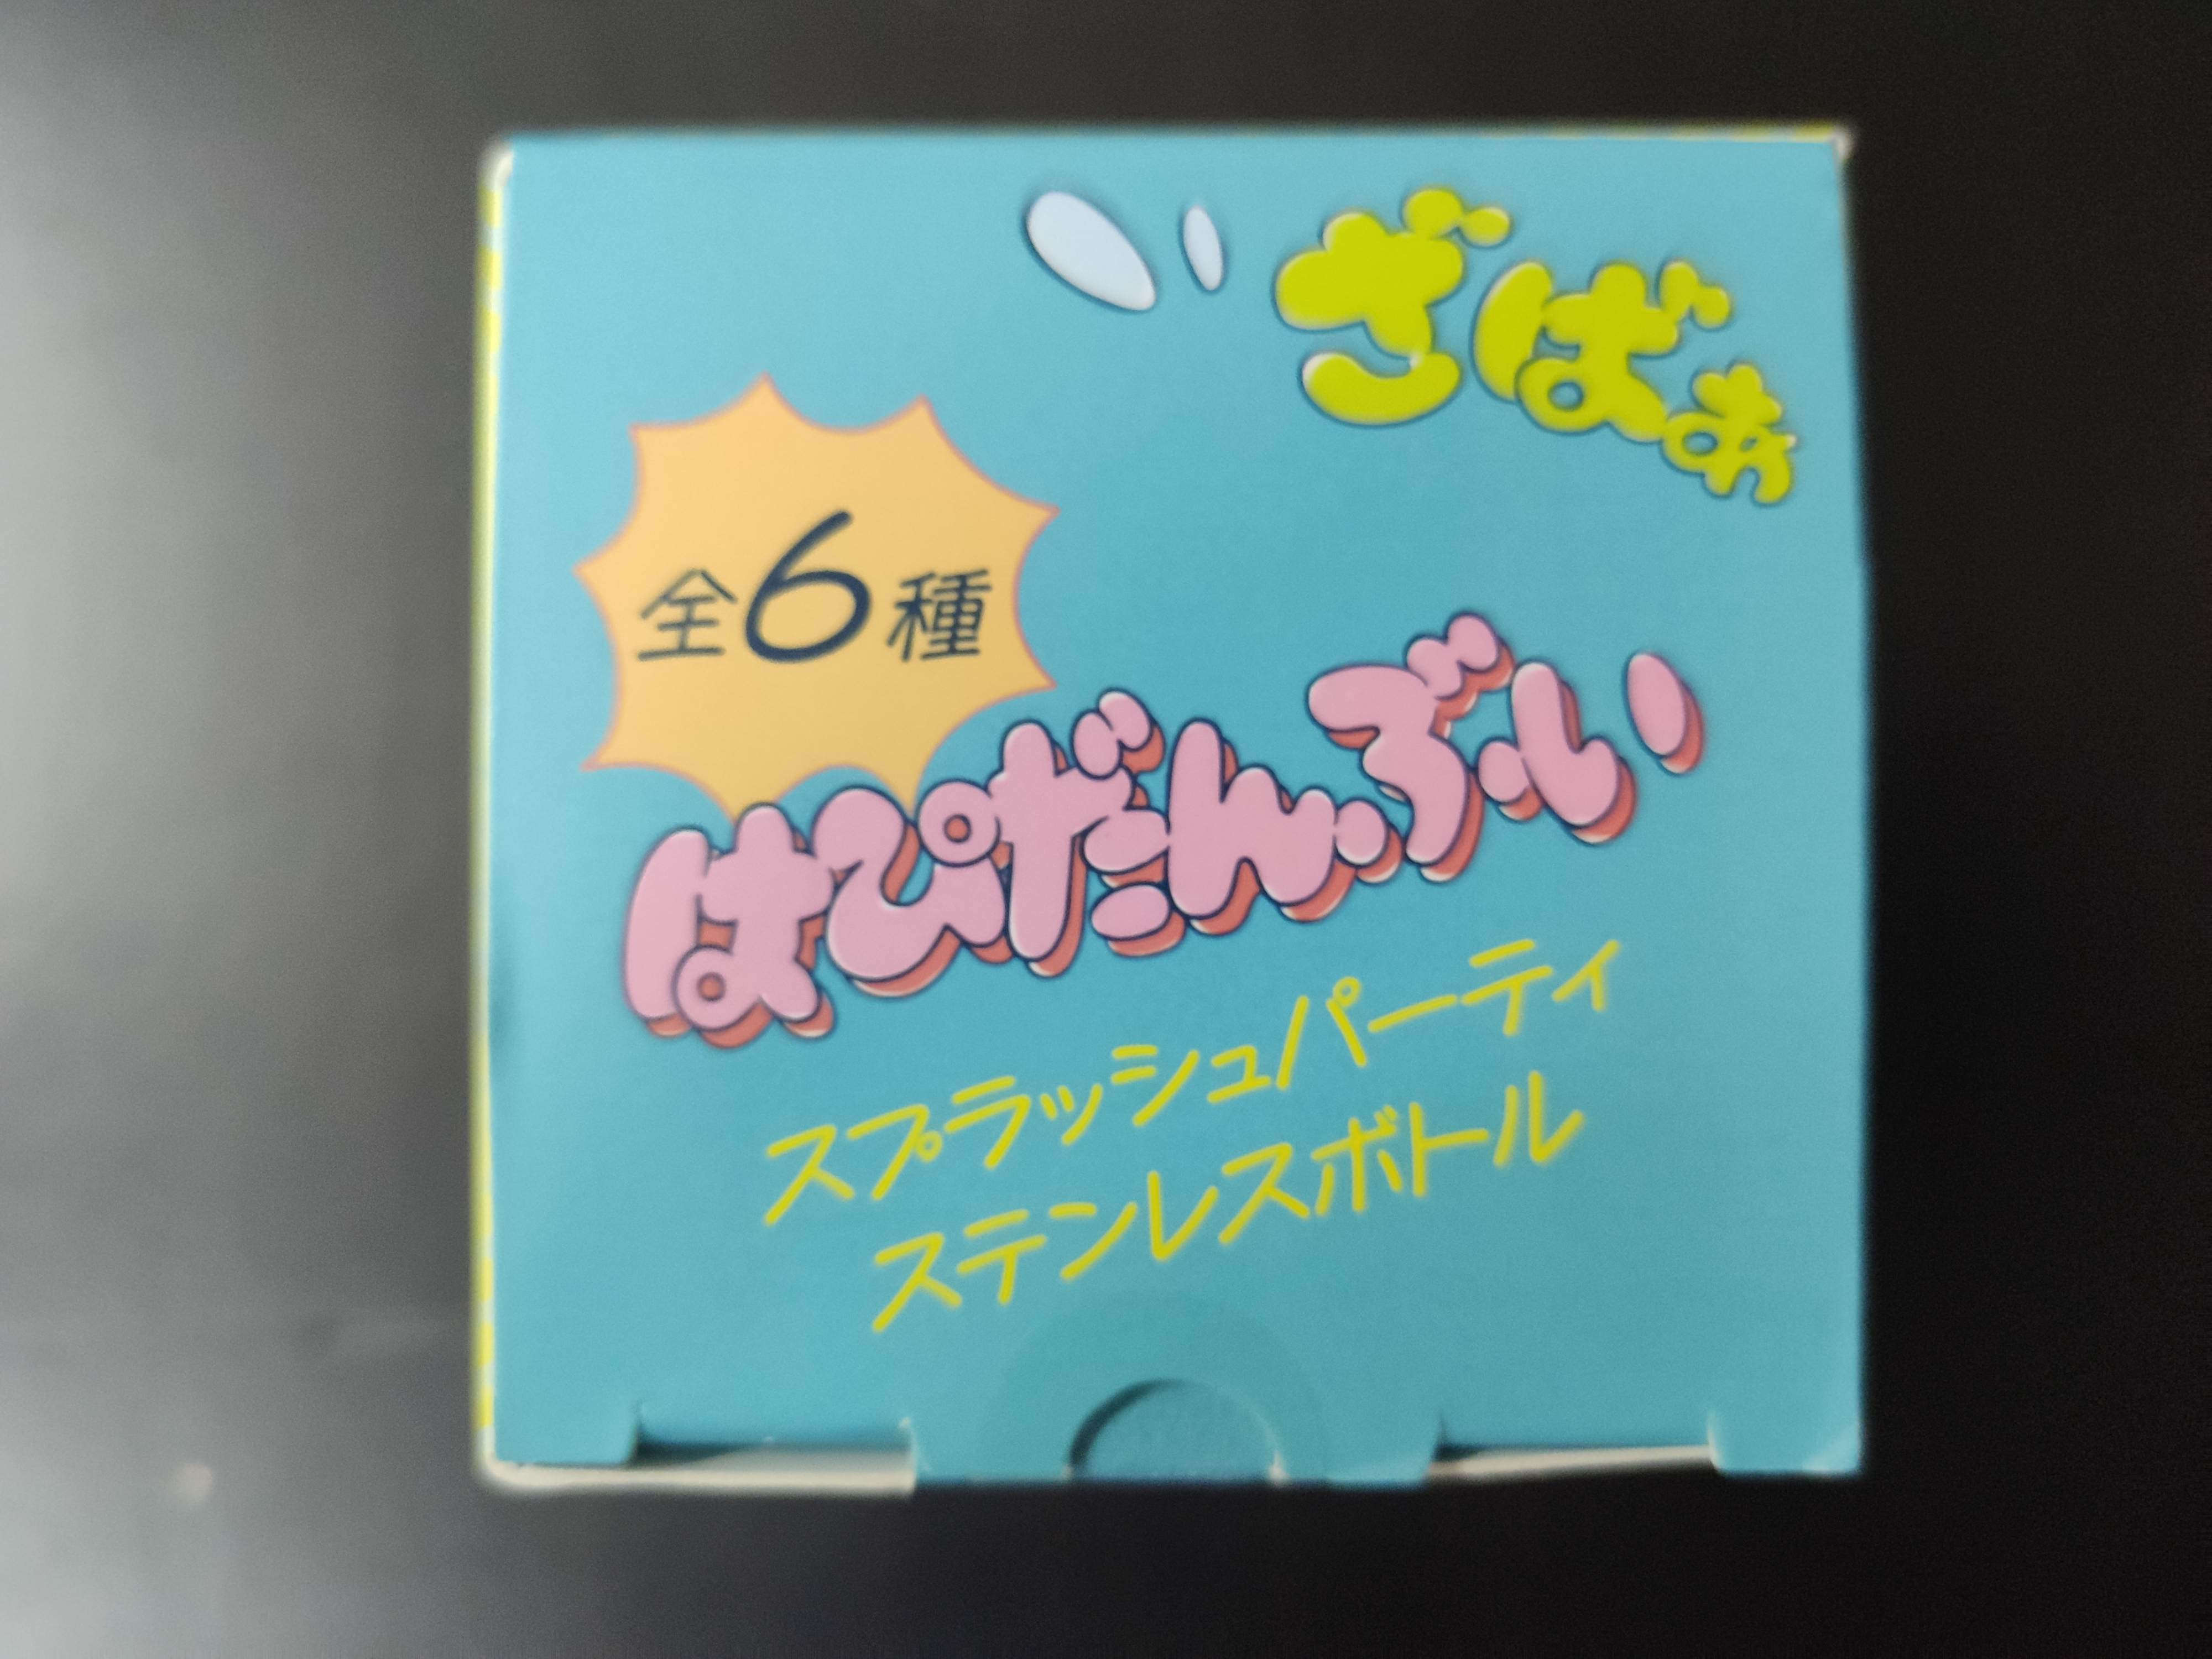 ざばぁ
全6種
はぴだんぶい
スプラッシュパーティ
ステンレスボトル